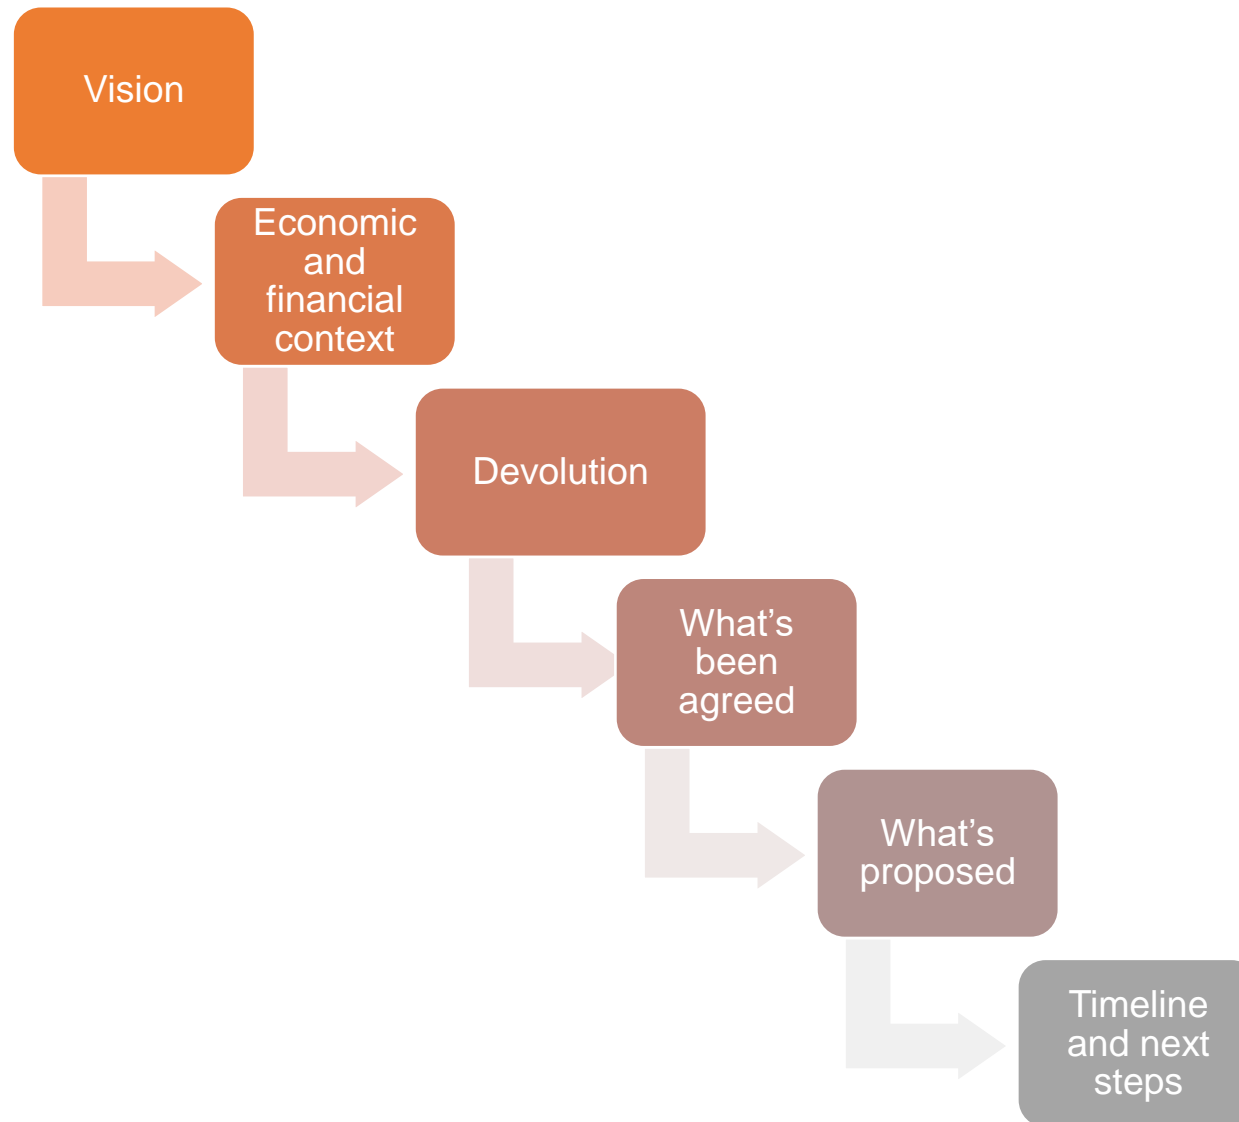 Vision
Economic
and
financial
context
Devolution
What’s
been
agreed
What’s
proposed
Timeline
and next
steps